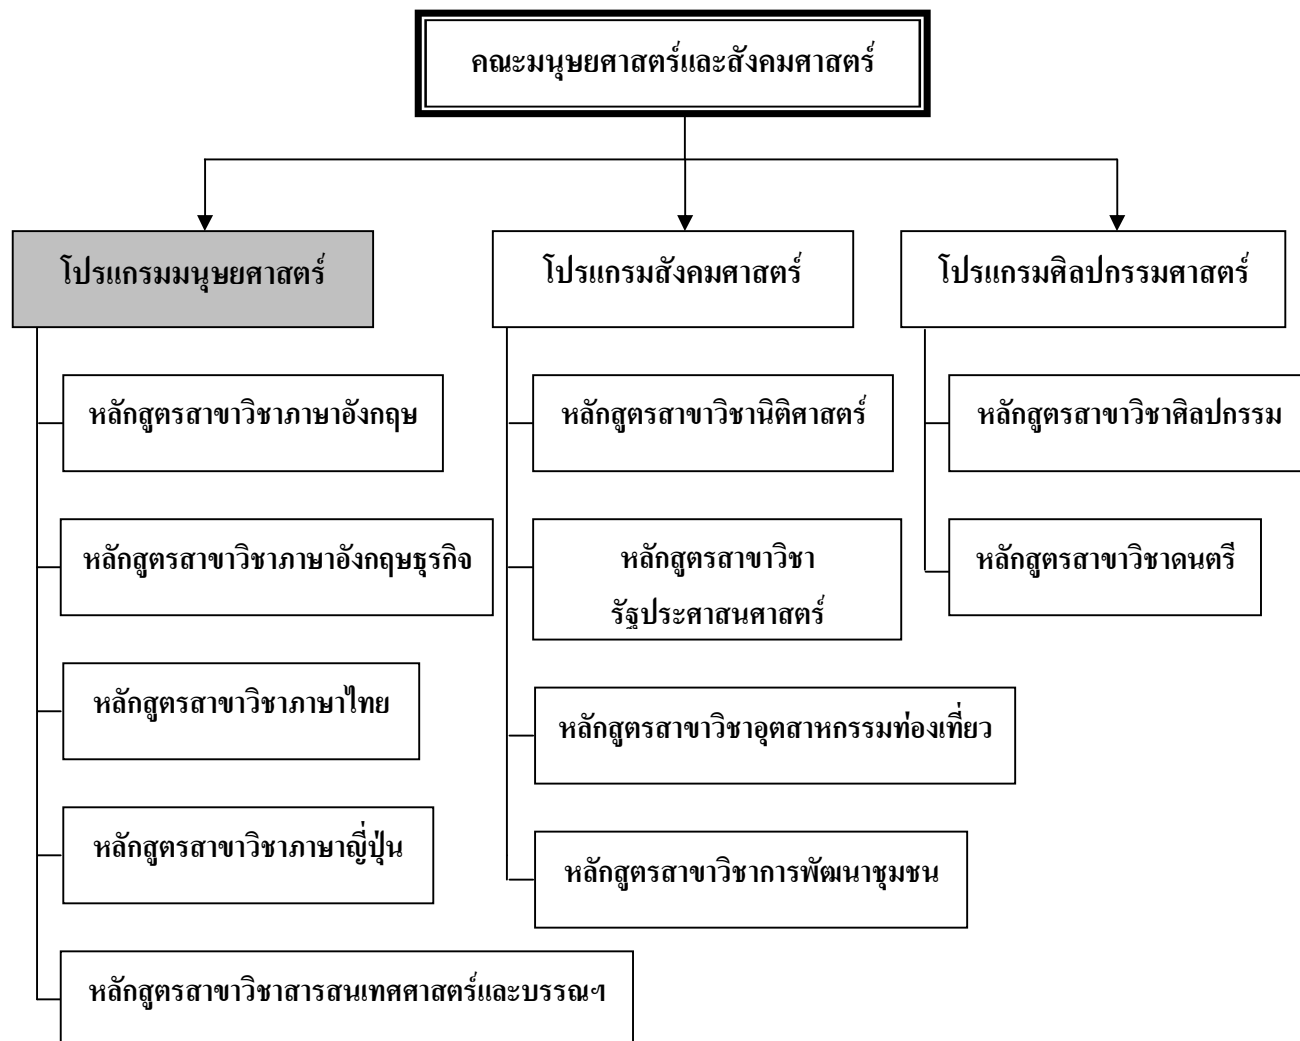 คณะมนุษยศาสตร์และสังคมศาสตร์
โปรแกรมมนุษยศาสตร์
โปรแกรมสังคมศาสตร์
โปรแกรมศิลปกรรมศาสตร์
หลักสูตรสาขาวิชาภาษาอังกฤษ
หลักสูตรสาขาวิชานิติศาสตร์
หลักสูตรสาขาวิชาศิลปกรรม
หลักสูตรสาขาวิชาภาษาอังกฤษธุรกิจ
หลักสูตรสาขาวิชา
รัฐประศาสนศาสตร์
หลักสูตรสาขาวิชาดนตรี
หลักสูตรสาขาวิชาภาษาไทย
หลักสูตรสาขาวิชาอุตสาหกรรมท่องเที่ยว
หลักสูตรสาขาวิชาภาษาญี่ปุ่น
หลักสูตรสาขาวิชาการพัฒนาชุมชน
หลักสูตรสาขาวิชาสารสนเทศศาสตร์และบรรณฯ